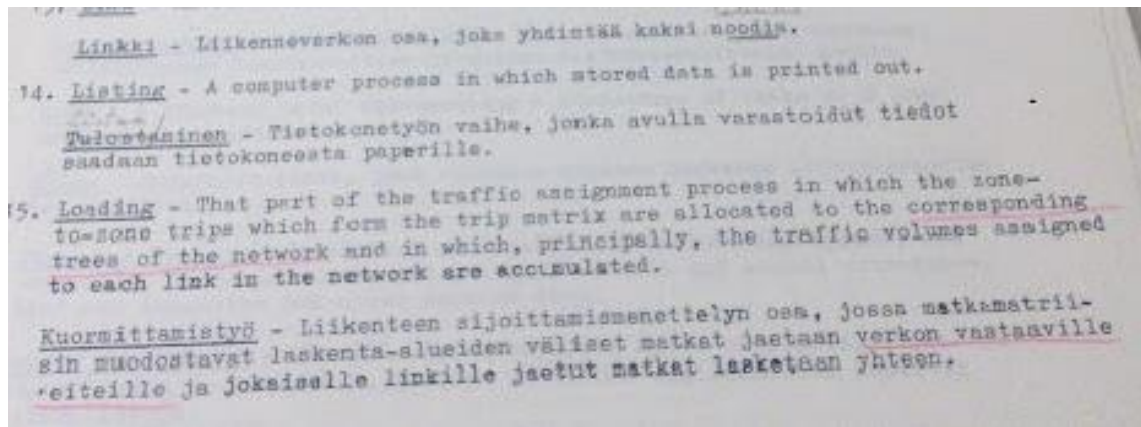 Linkki - Liikenneverkon osa, joka yhdistää kaksi noodia.
14. Listing - A computer process in which stored data is printed out.
Tulostaminen - Tietokonetyön vaihe, jonka avulla varastoidut tiedot
saadaan tietokoneesta paperille.
15. Loading - That part of the traffic assignment process in which the zone-
to-zone trips which form the trip matrix are allocated to the corresponding
trees of the network and in which, principally, the traffic volumes assigned
to each link in the network are accumulated.
Kuormittamistyö - Liikenteen sijoittamismenettelyn osa, jossa matkamatrii-
sin muodostavat laskenta-alueiden väliset matkat jaetaan verkon vastaaville
reiteille ja jokaiselle linkille jaetut matkat lasketaan yhteen.